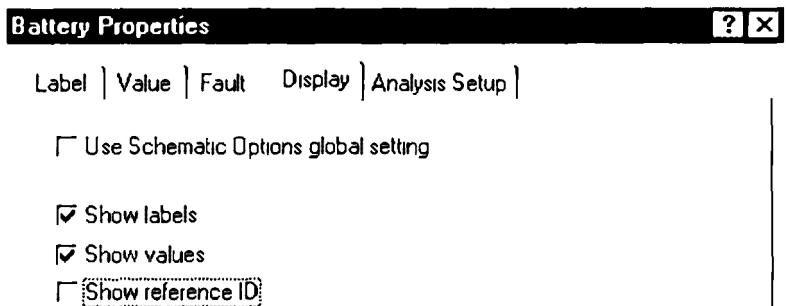 Battery Properties ? ×
Label Value Fault Display Analysis Setup
Use Schematic Options global setting
Show labels
Show values
Show reference ID